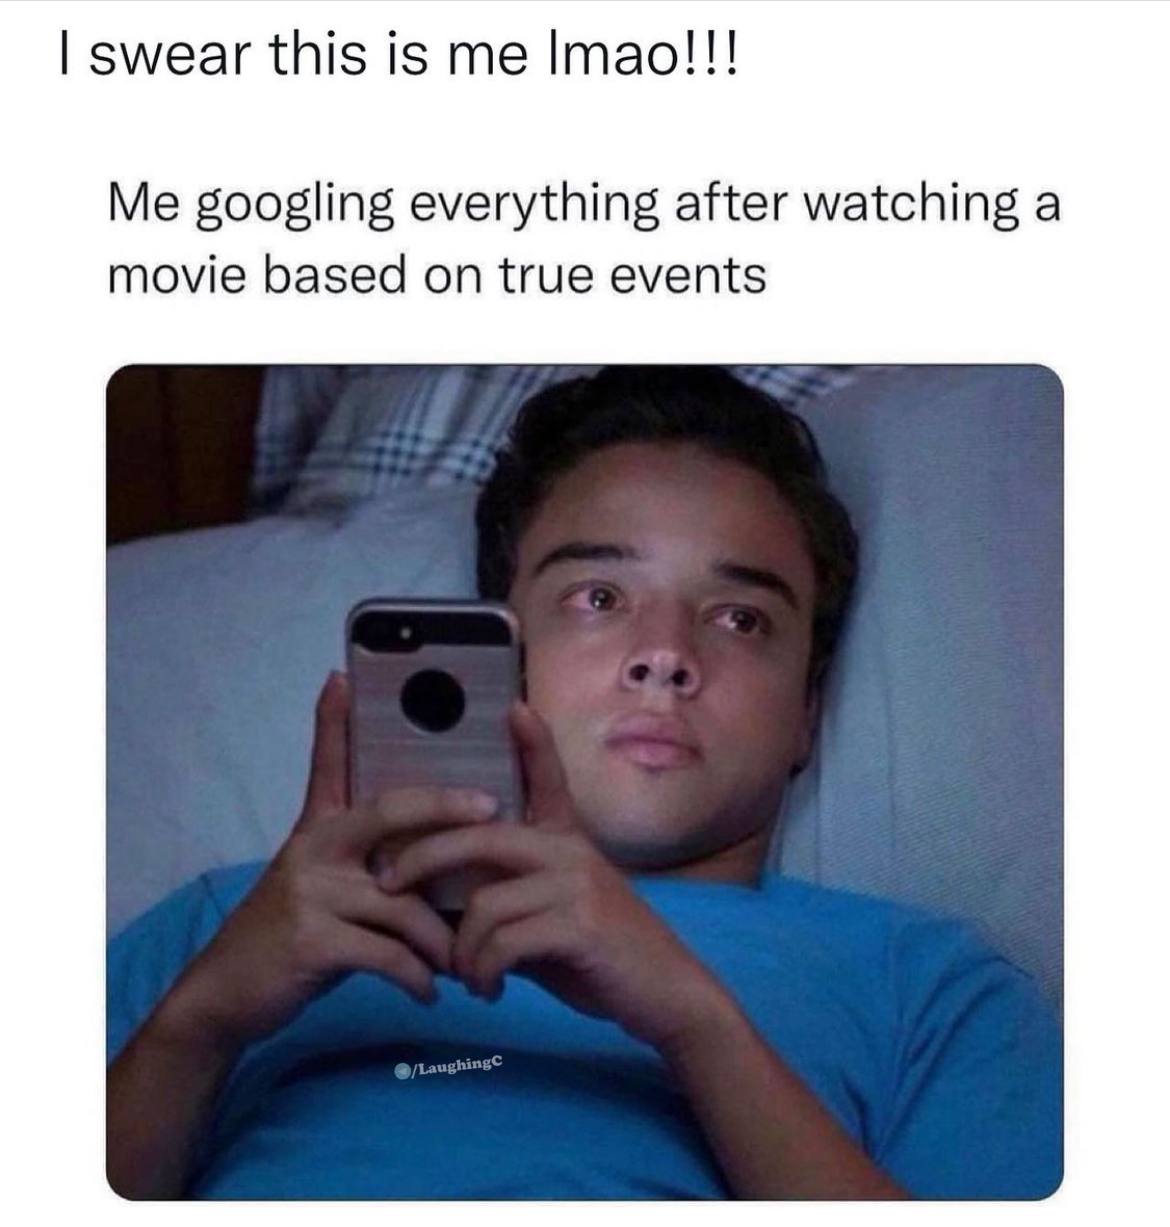 I swear this is me lmao!!!
Me googling everything after watching a
movie based on true events
/LaughingC